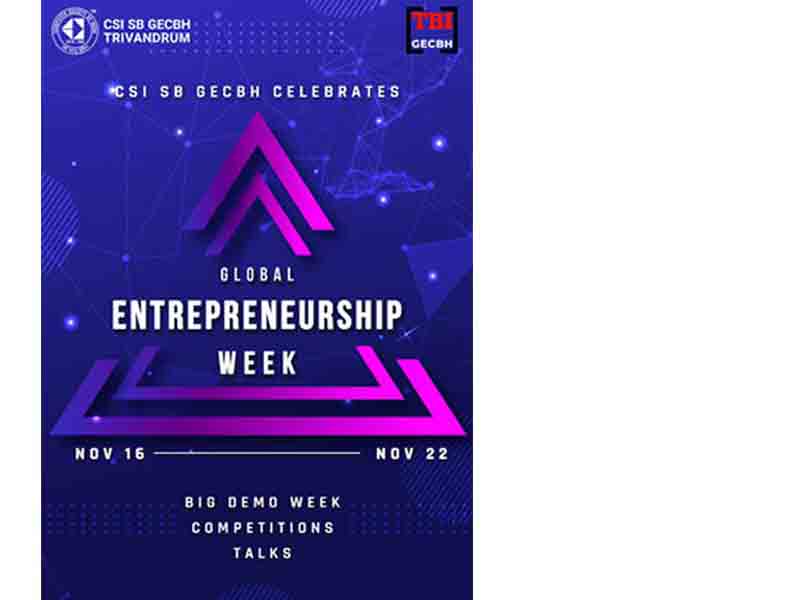 CSI SB GECBH
TRIVANDRUM
TBI
GECBH
CSI SB GECBH CELEBRATES
GLOBAL
ENTREPRENEURSHIP
WEEK
NOV 16
NOV 22
BIG DEMO WEEK
COMPETITIONS
TALKS